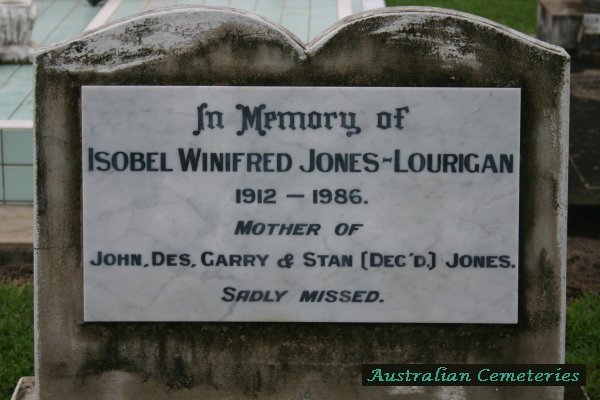 In Memory of
ISOBEL WINIFRED JONES-LOURIGAN
1912 — 1986.
MOTHER OF
JOHN, DES, GARRY & STAN (DEC'D.) JONES.
SADLY MISSED.
AUSTRALIAN CEMETERIES